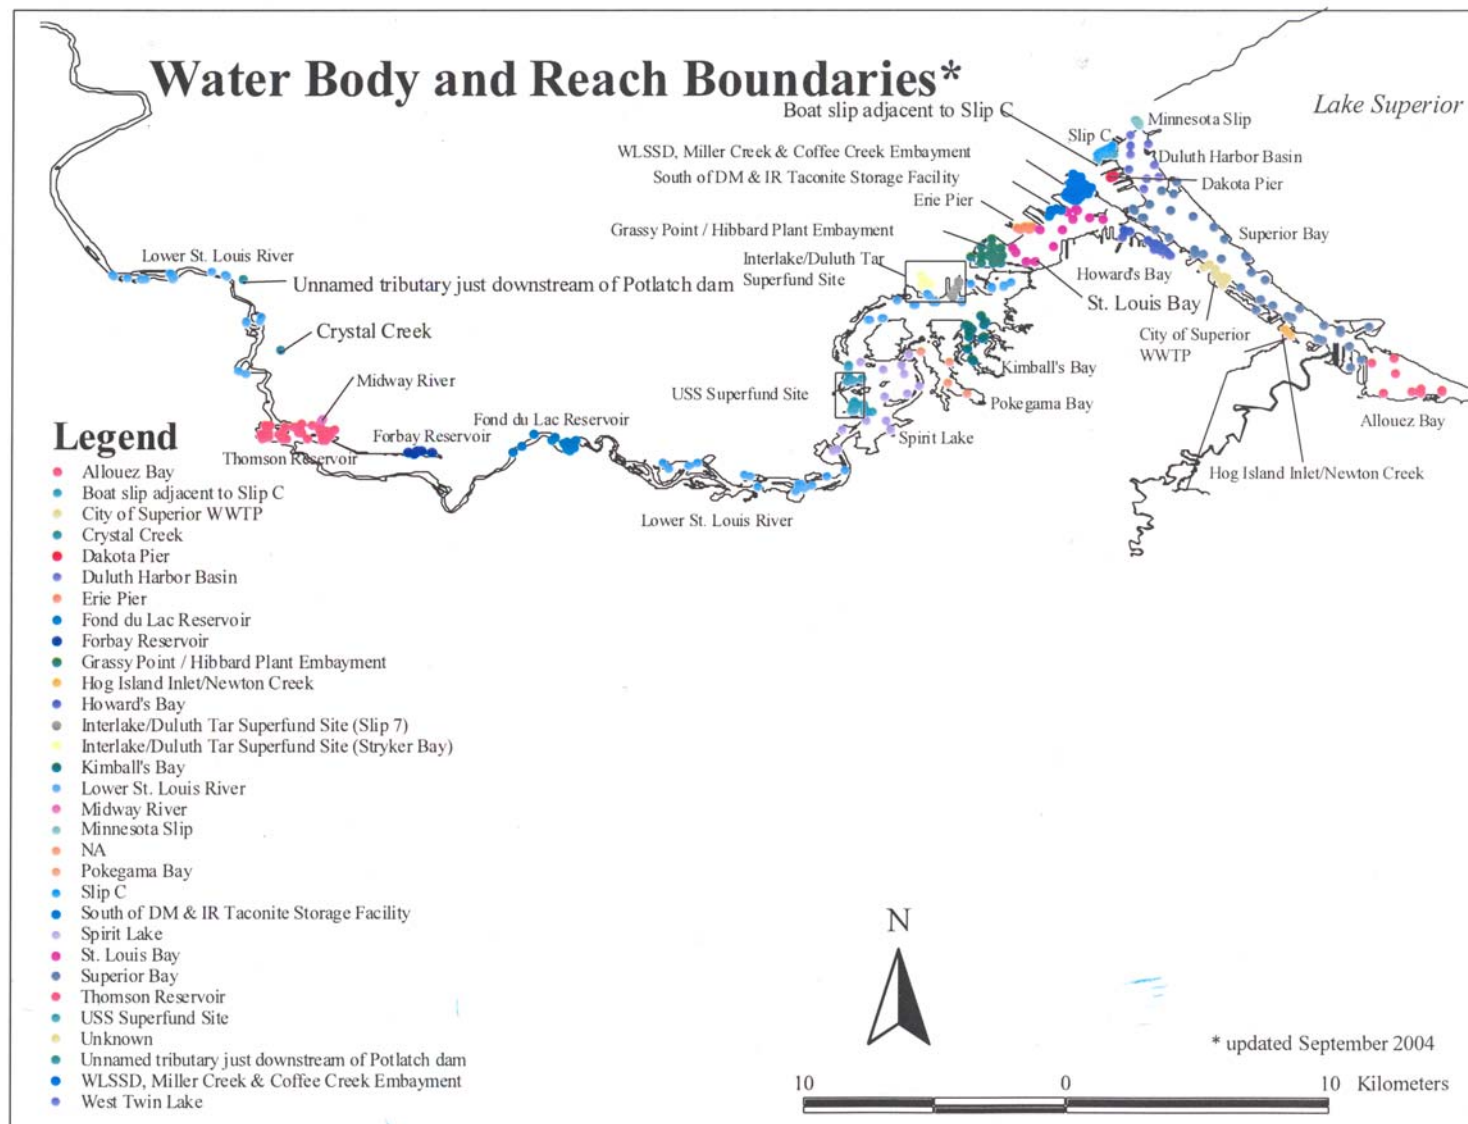 Water Body and Reach Boundaries*
Lake Superior
Boat slip adjacent to Slip C
Minnesota Slip
Slip C
WLSSD, Miller Creek & Coffee Creek Embayment
Duluth Harbor Basin
South of DM & IR Taconite Storage Facility
Dakota Pier
Erie Pier
Grassy Point / Hibbard Plant Embayment
Superior Bay
Lower St. Louis River
Interlake/Duluth Tar
Superfund Site
Howard's Bay
Unnamed tributary just downstream of Potlatch dam
St. Louis Bay
Crystal Creek
City of Superior
WWTP
Kimball's Bay
Midway River
USS Superfund Site
Pokegama Bay
Allouez Bay
Fond du Lac Reservoir
Forbay Reservoir
Spirit Lake
Thomson Reservoir
Hog Island Inlet/Newton Creek
Lower St. Louis River
Legend
Allouez Bay
Boat slip adjacent to Slip C
City of Superior WWTP
Crystal Creek
Dakota Pier
Duluth Harbor Basin
Erie Pier
Fond du Lac Reservoir
Forbay Reservoir
Grassy Point / Hibbard Plant Embayment
Hog Island Inlet/Newton Creek
Howard's Bay
Interlake/Duluth Tar Superfund Site (Slip 7)
Interlake/Duluth Tar Superfund Site (Stryker Bay)
Kimball's Bay
Lower St. Louis River
Midway River
Minnesota Slip
NA
Pokegama Bay
Slip C
South of DM & IR Taconite Storage Facility
Spirit Lake
St. Louis Bay
Superior Bay
Thomson Reservoir
USS Superfund Site
Unknown
Unnamed tributary just downstream of Potlatch dam
WLSSD, Miller Creek & Coffee Creek Embayment
West Twin Lake
N
* updated September 2004
10 0 10 Kilometers